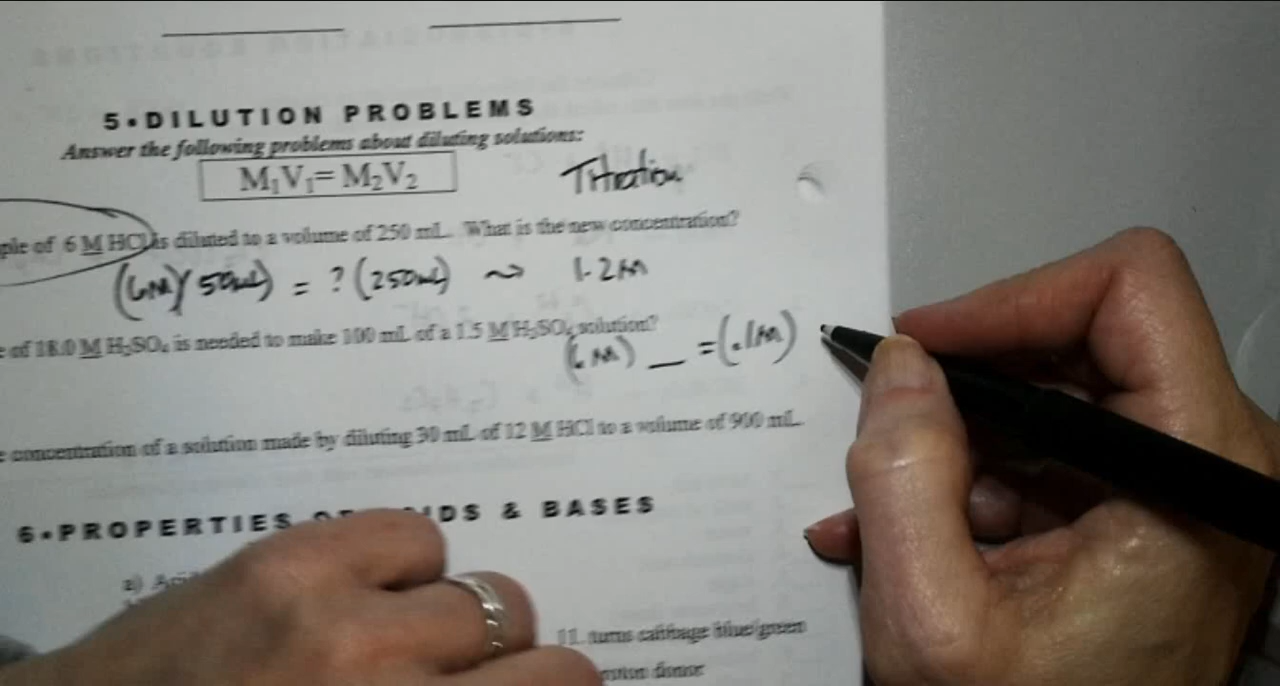 5 • DILUTION PROBLEMS
Answer the following problems about diluting solutions:
M₁V₁= M₂V₂
Titration
ple of 6 M HCl is diluted to a volume of 250 mL. What is the new concentration?
(6M)(50mL) = ? (250mL) ~> 1.2M
e of 18.0 M H₂SO₄ is needed to make 100 mL of a 1.5 M H₂SO₄ solution?
(6M) __ = (.1M)
e concentration of a solution made by diluting 30 mL of 12 M HCl to a volume of 900 mL.
6 • PROPERTIES & BASES
a)
11. turns cabbage blue/green
donor